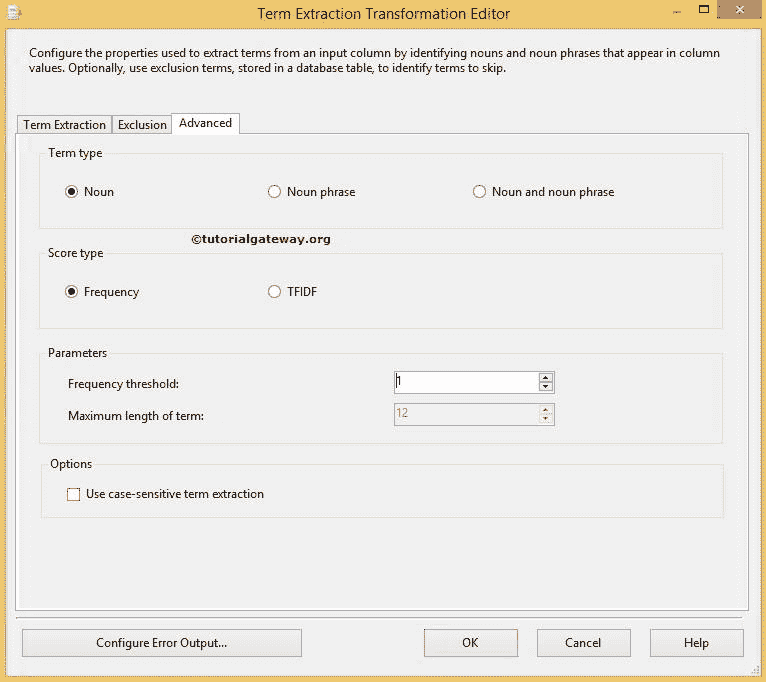 Term Extraction Transformation Editor
Configure the properties used to extract terms from an input column by identifying nouns and noun phrases that appear in column
values. Optionally, use exclusion terms, stored in a database table, to identify terms to skip.
Term Extraction Exclusion Advanced
Term type
Noun Noun phrase Noun and noun phrase
©tutorialgateway.org
Score type
Frequency TFIDF
Parameters
Frequency threshold: 1
Maximum length of term: 12
Options
Use case-sensitive term extraction
Configure Error Output... OK Cancel Help